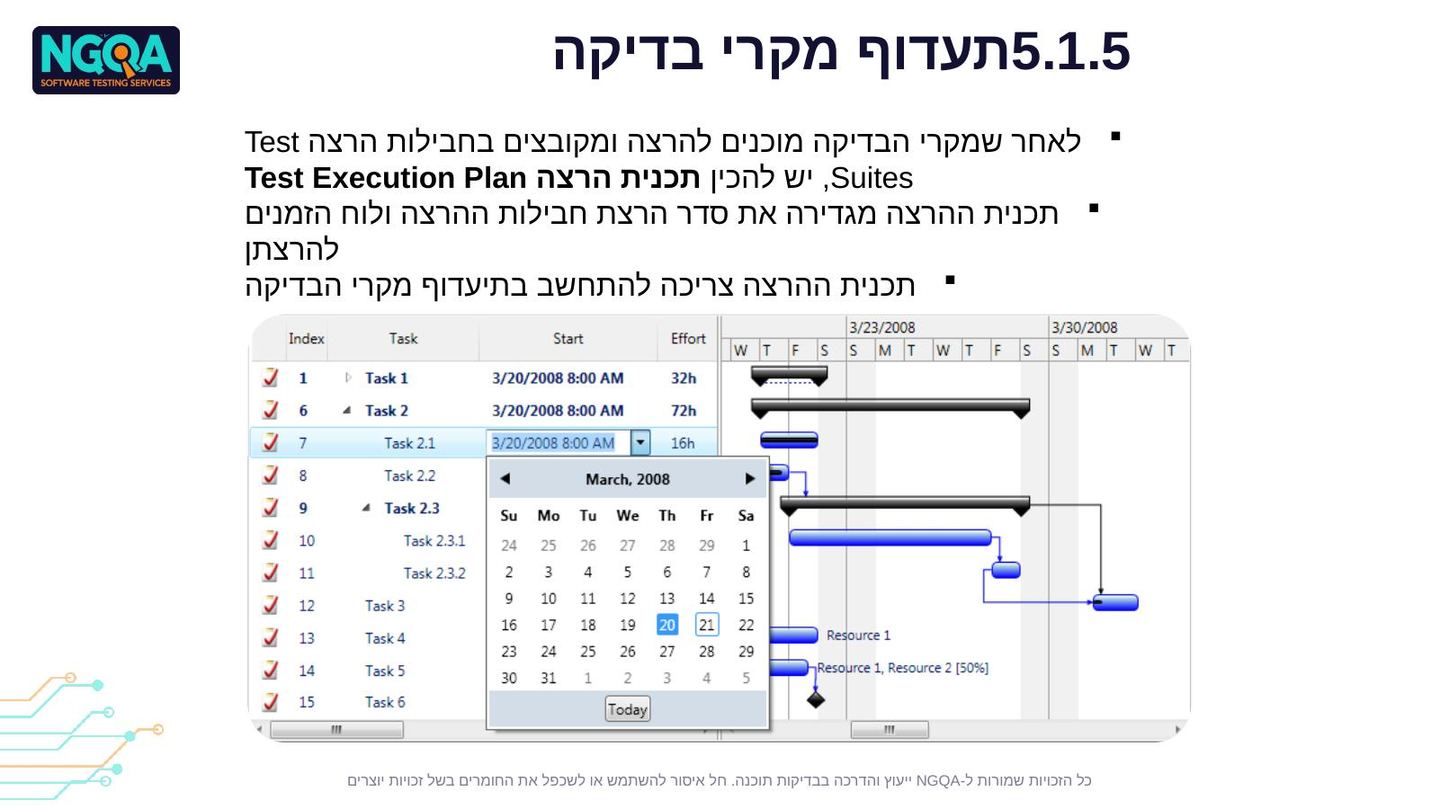 NGQA
SOFTWARE TESTING SERVICES
5.1.5תעדוף מקרי בדיקה
▪ לאחר שמקרי הבדיקה מוכנים להרצה ומקובצים בחבילות הרצה Test
Suites, יש להכין תכנית הרצה Test Execution Plan
▪ תכנית ההרצה מגדירה את סדר הרצת חבילות ההרצה ולוח הזמנים
להרצתן
▪ תכנית ההרצה צריכה להתחשב בתיעדוף מקרי הבדיקה
3/23/2008 3/30/2008
Index Task Start Effort
W T F S S M T W T F S S M T W T
1 Task 1 3/20/2008 8:00 AM 32h
6 Task 2 3/20/2008 8:00 AM 72h
7 Task 2.1 3/20/2008 8:00 AM 16h
8 Task 2.2
9 Task 2.3
10 Task 2.3.1
11 Task 2.3.2
12 Task 3
13 Task 4 Resource 1
14 Task 5 Resource 1, Resource 2 [50%]
15 Task 6
March, 2008
Su Mo Tu We Th Fr Sa
24 25 26 27 28 29 1
2 3 4 5 6 7 8
9 10 11 12 13 14 15
16 17 18 19 20 21 22
23 24 25 26 27 28 29
30 31 1 2 3 4 5
Today
כל הזכויות שמורות ל-NGQA ייעוץ והדרכה בבדיקות תוכנה. חל איסור להשתמש או לשכפל את החומרים בשל זכויות יוצרים